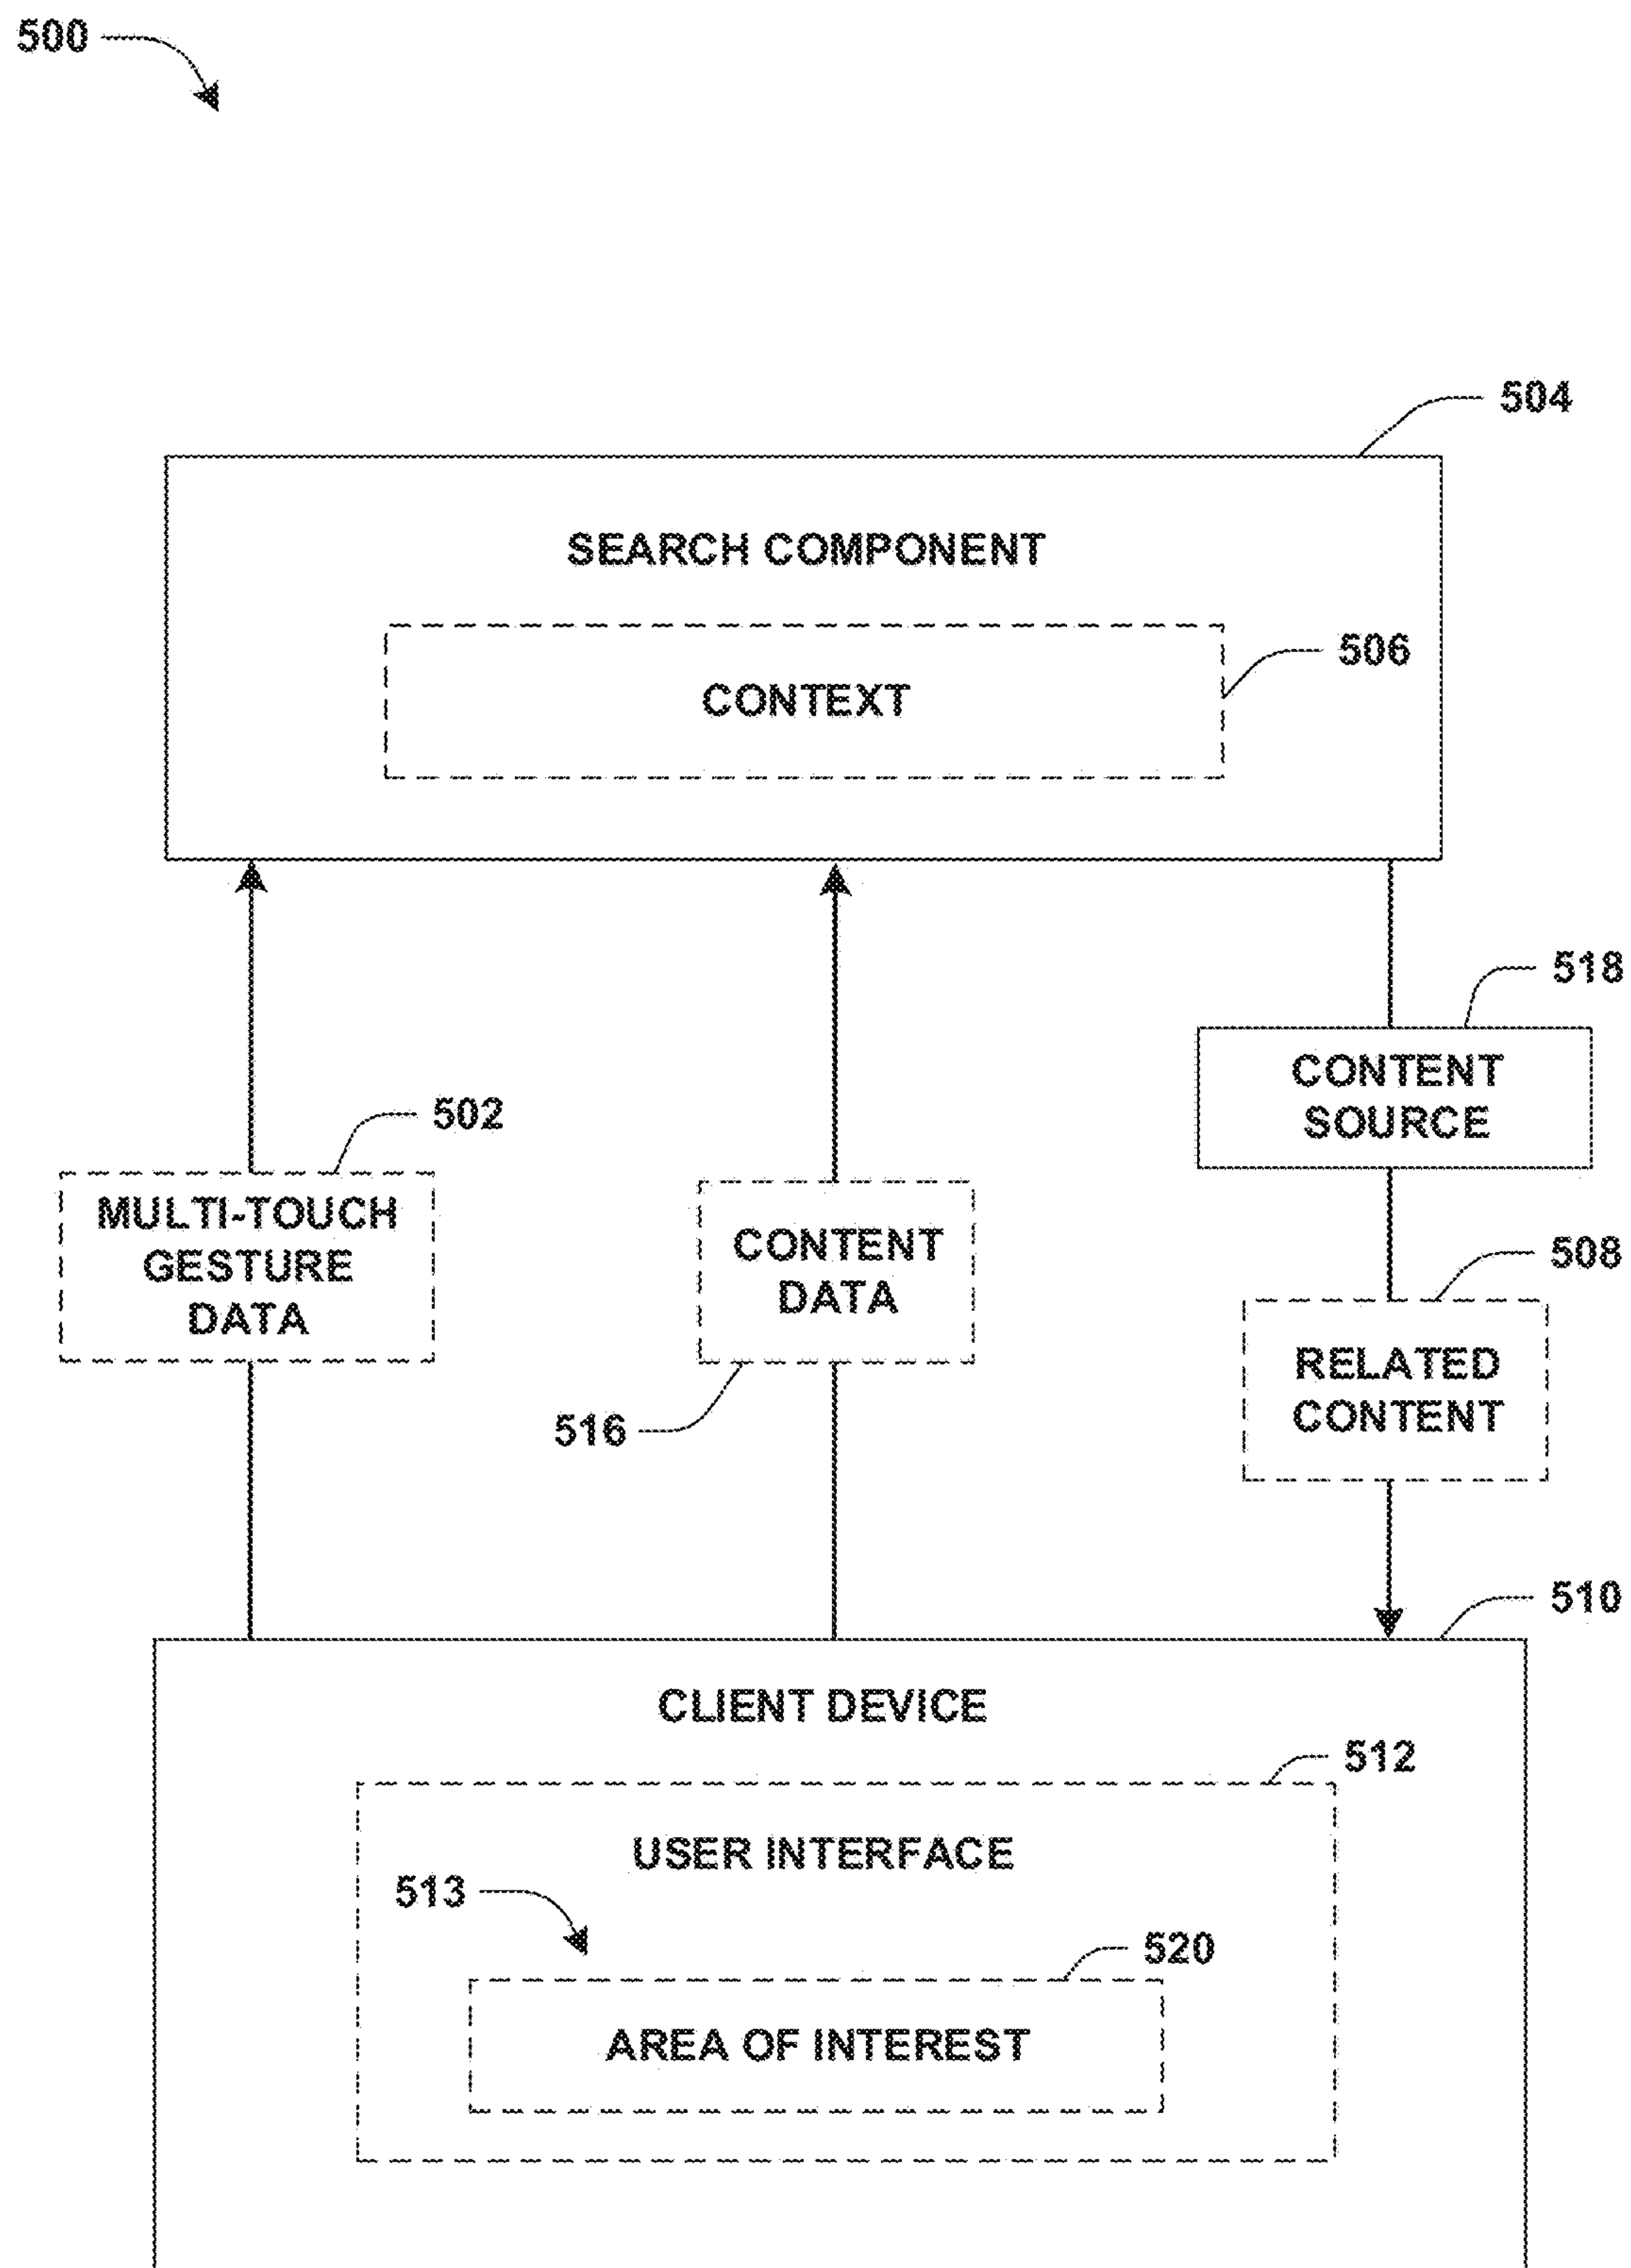 500
504
SEARCH COMPONENT
506
CONTEXT
518
CONTENT
SOURCE
502
MULTI-TOUCH
GESTURE
DATA
CONTENT
DATA
516
508
RELATED
CONTENT
510
CLIENT DEVICE
512
USER INTERFACE
513
520
AREA OF INTEREST